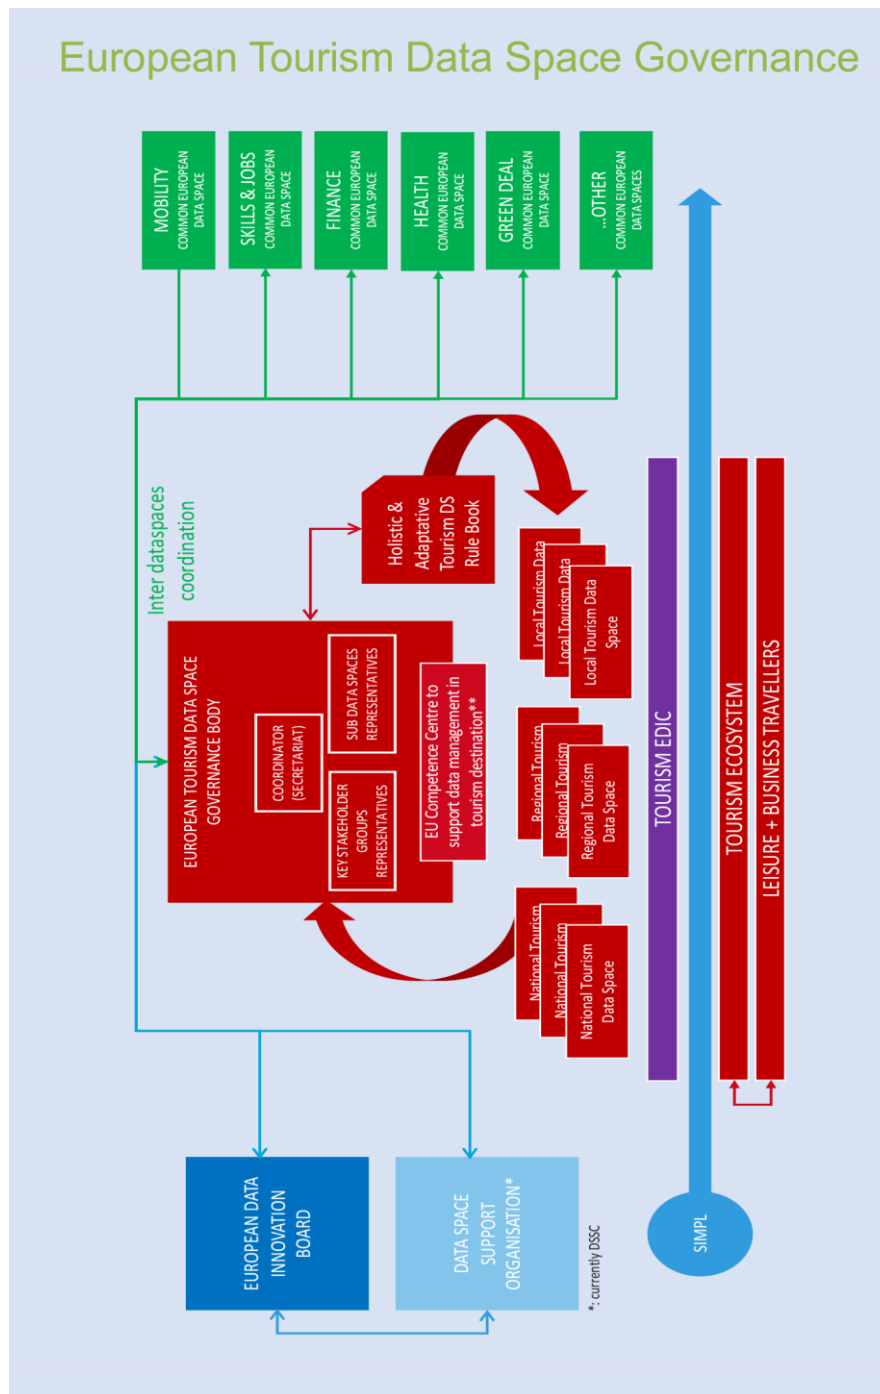 European Tourism Data Space Governance
MOBILITY
COMMON EUROPEAN
DATA SPACE
SKILLS & JOBS
COMMON EUROPEAN
DATA SPACE
FINANCE
COMMON EUROPEAN
DATA SPACE
HEALTH
COMMON EUROPEAN
DATA SPACE
GREEN DEAL
COMMON EUROPEAN
DATA SPACE
...OTHER
COMMON EUROPEAN
DATA SPACES
Inter dataspaces
coordination
EUROPEAN TOURISM DATA SPACE
GOVERNANCE BODY
COORDINATOR
(SECRETARIAT)
KEY STAKEHOLDER
GROUPS
REPRESENTATIVES
SUB DATA SPACES
REPRESENTATIVES
EU Competence Centre to
support data management in
tourism destination**
Holistic &
Adaptative
Tourism DS
Rule Book
National Tourism
National Tourism
National Tourism
Data Space
Regional Tourism
Regional Tourism
Regional Tourism
Data Space
Local Tourism Data
Local Tourism Data
Local Tourism Data
Space
EUROPEAN DATA
INNOVATION
BOARD
DATA SPACE
SUPPORT
ORGANISATION*
*: currently DSSC
TOURISM EDIC
SIMPL
TOURISM ECOSYSTEM
LEISURE + BUSINESS TRAVELLERS